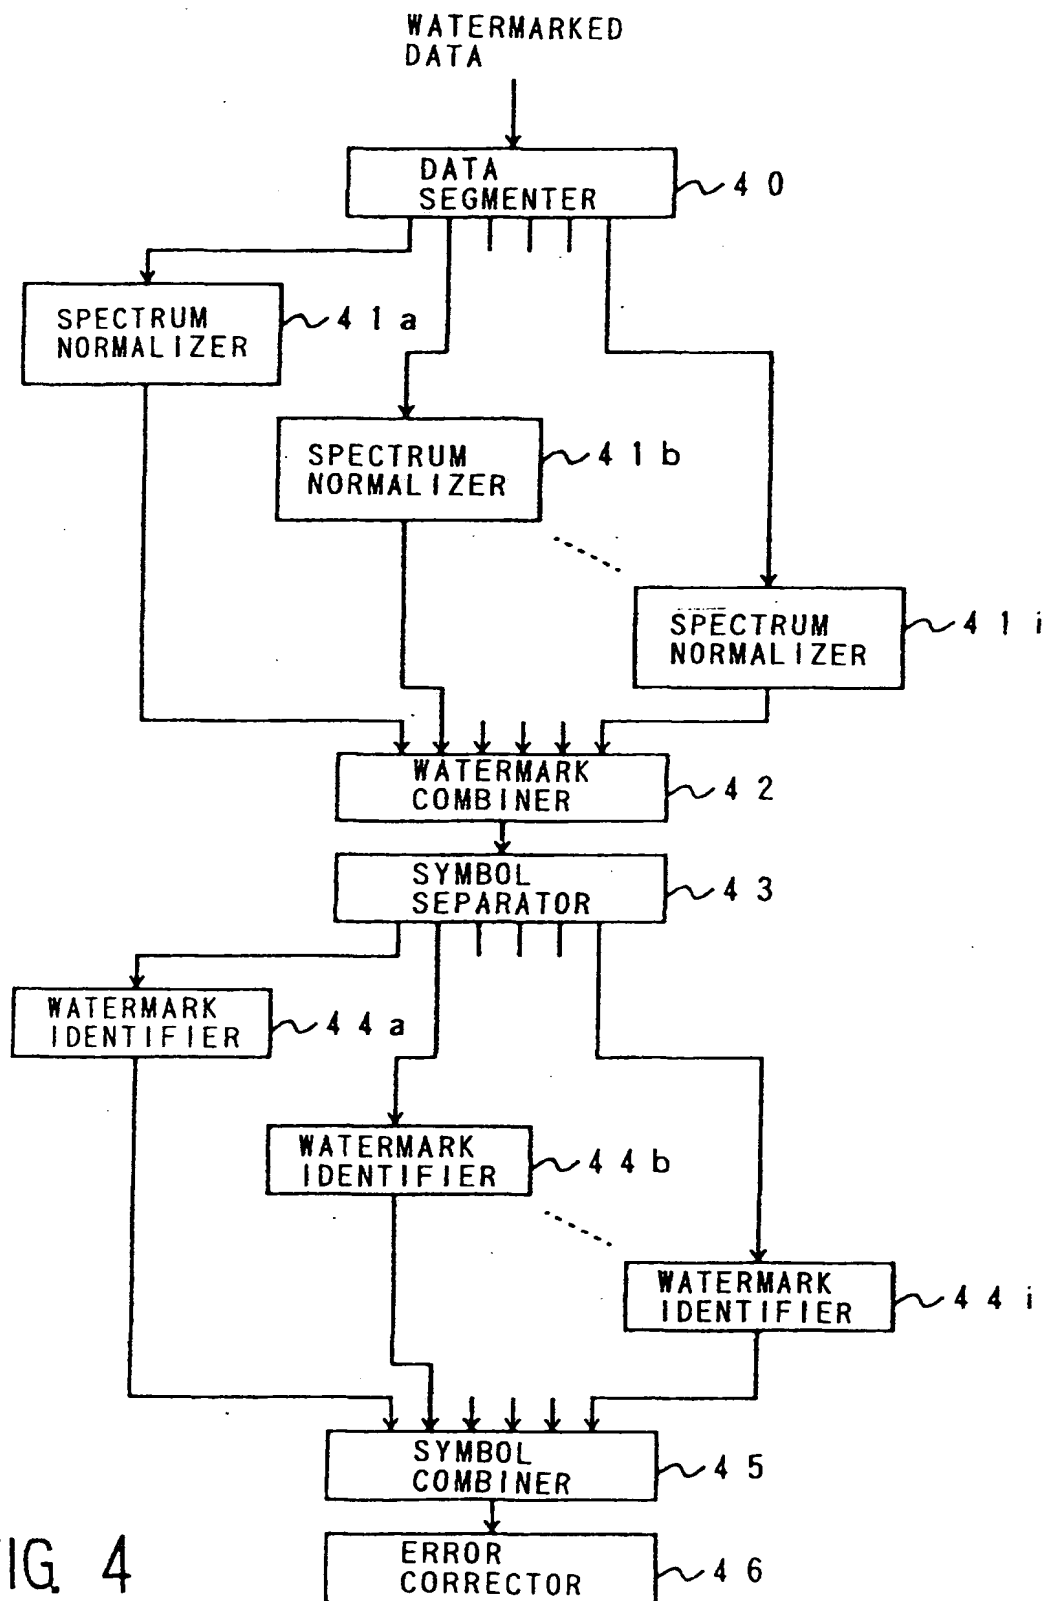 WATERMARKED
DATA
DATA
SEGMENTER
40
SPECTRUM
NORMALIZER
41a
SPECTRUM
NORMALIZER
41b
SPECTRUM
NORMALIZER
41i
WATERMARK
COMBINER
42
SYMBOL
SEPARATOR
43
WATERMARK
IDENTIFIER
44a
WATERMARK
IDENTIFIER
44b
WATERMARK
IDENTIFIER
44i
SYMBOL
COMBINER
45
ERROR
CORRECTOR
46
FIG. 4